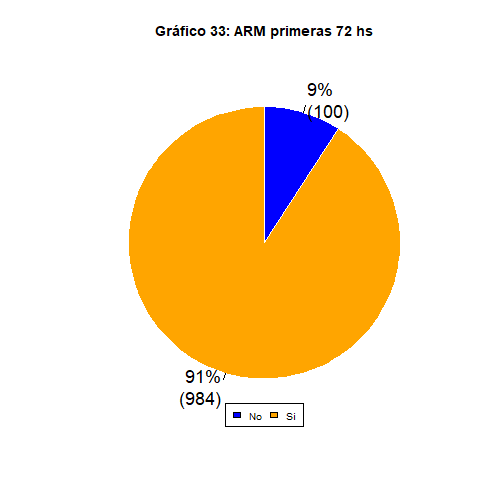 Gráfico 33: ARM primeras 72 hs
9%
(100)
91%
(984)
No Si